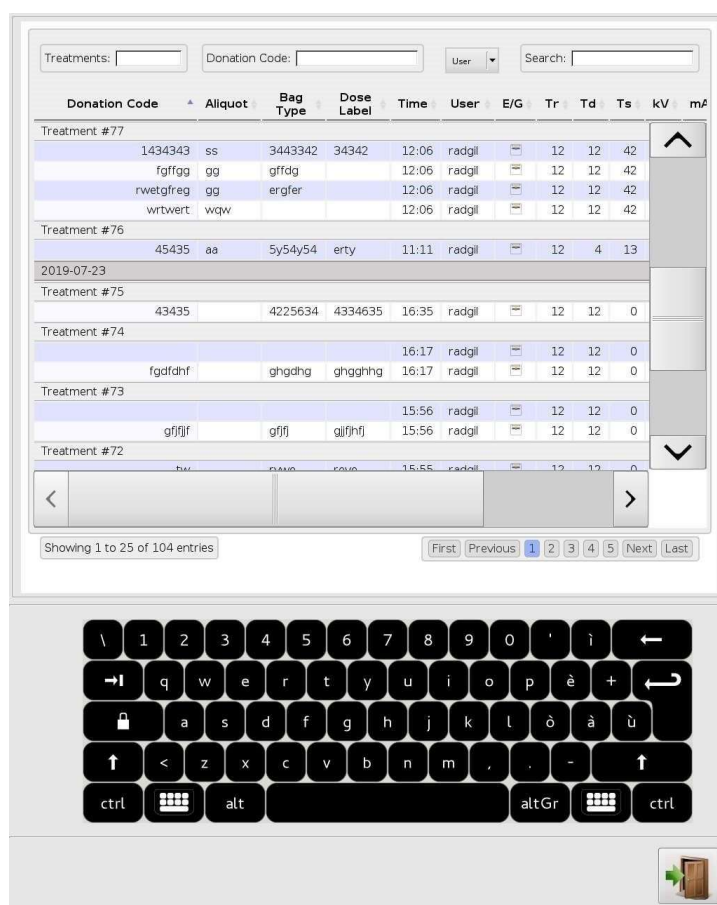 Treatments: Donation Code: User Search:
Donation Code Aliquot Bag Type Dose Label Time User E/G Tr Td Ts kV mA
Treatment #77
1434343 ss 3443342 34342 12:06 radgil 12 12 42
fgffgg gg gffdg 12:06 radgil 12 12 42
rwetgfreg gg ergfer 12:06 radgil 12 12 42
wrtwert wqw 12:06 radgil 12 12 42
Treatment #76
45435 aa 5y54y54 erty 11:11 radgil 12 4 13
2019-07-23
Treatment #75
43435 4225634 4334635 16:35 radgil 12 12 0
Treatment #74
16:17 radgil 12 12 0
fgdfdhf ghgdhg ghgghhg 16:17 radgil 12 12 0
Treatment #73
15:56 radgil 12 12 0
15:56 radgil 12 12 0
Treatment #72
15:55 radgil 12 12 0
Showing 1 to 25 of 104 entries First Previous 1 2 3 4 5 Next Last
\ 1 2 3 4 5 6 7 8 9 0 ' ì
q w e r t y u i o p è +
a s d f g h j k l ò à ù
< z x c v b n m , . -
ctrl alt altGr ctrl